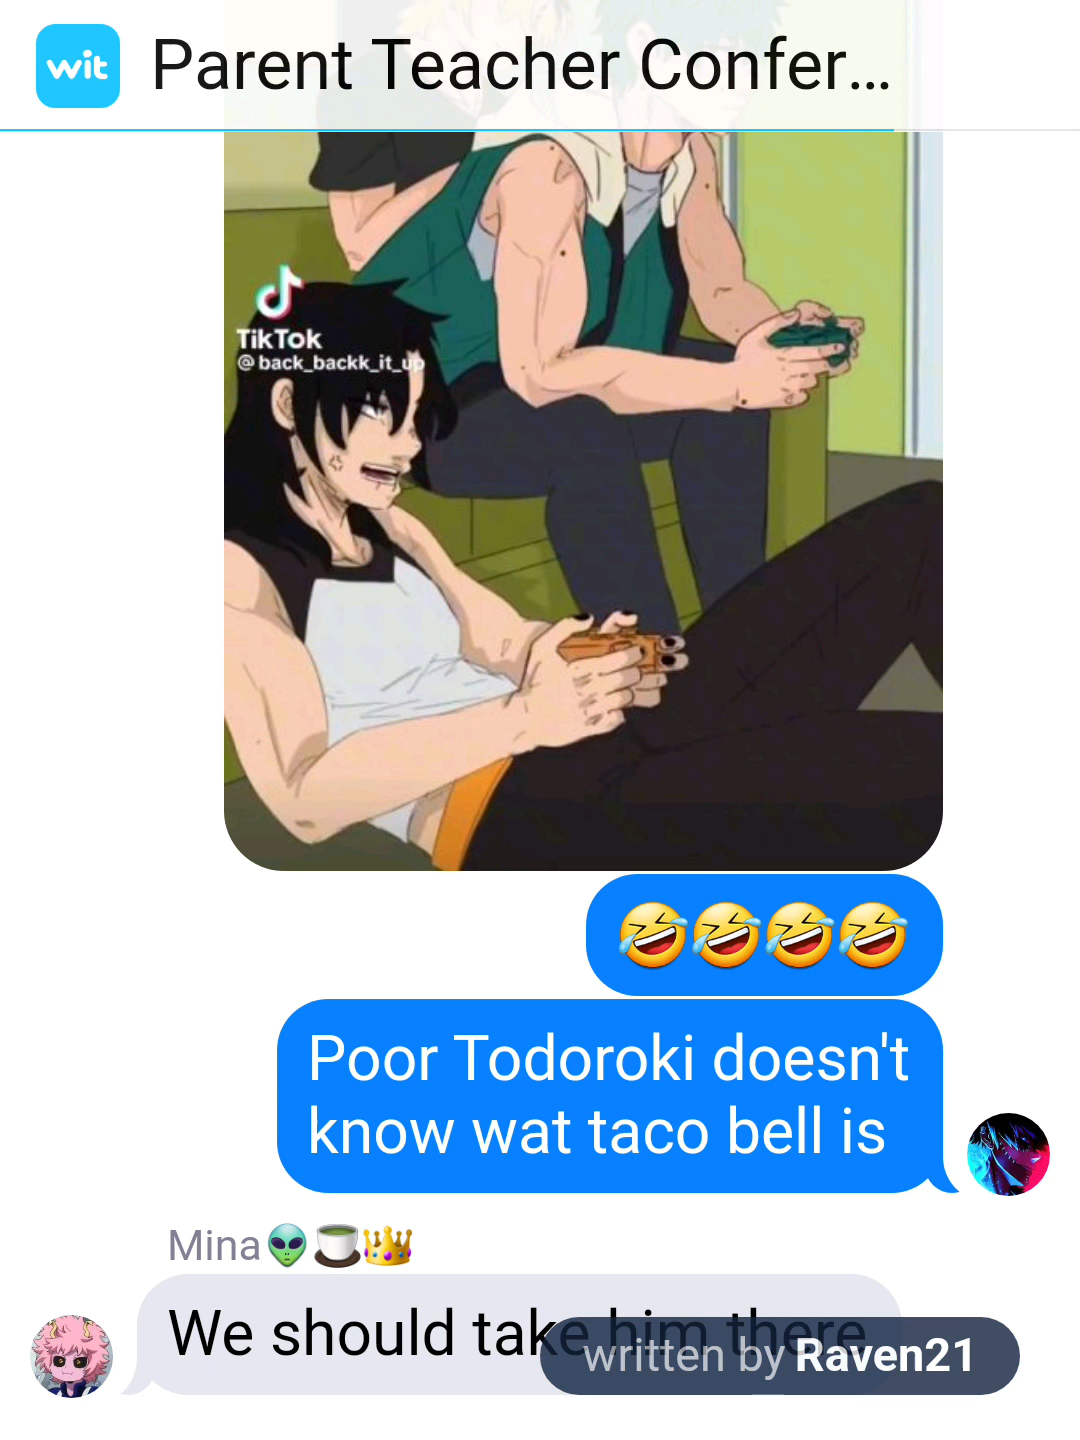 wit Parent Teacher Confer...
TikTok
@back_backk_it_up
🤣🤣🤣🤣
Poor Todoroki doesn't
know wat taco bell is
Mina👽🍵👑
We should take him there
written by Raven21